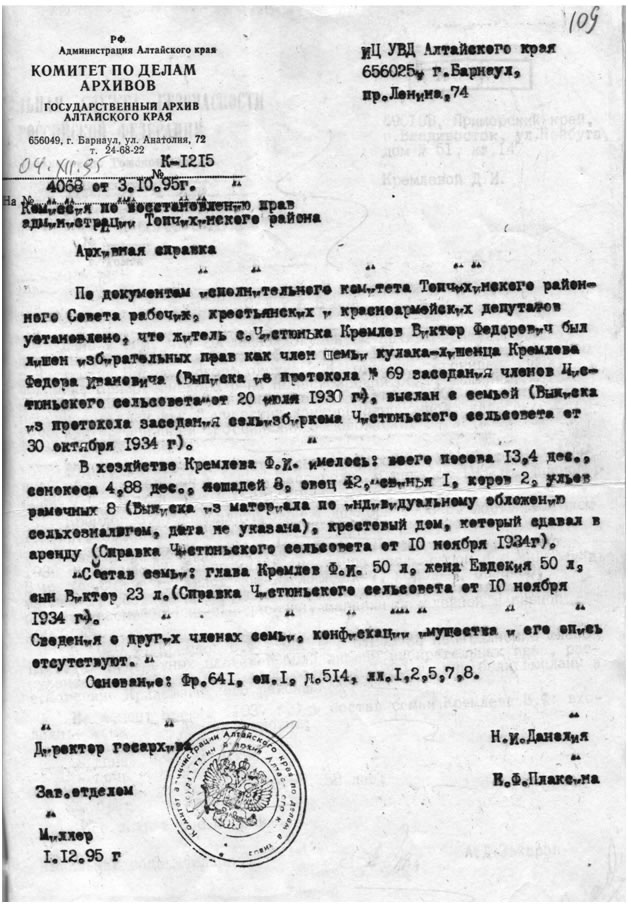 109
РФ
Администрация Алтайского края
КОМИТЕТ ПО ДЕЛАМ
АРХИВОВ
ГОСУДАРСТВЕННЫЙ АРХИВ
АЛТАЙСКОГО КРАЯ
656049, г. Барнаул, ул. Анатолия, 72
т. 24-68-22
04.XII.95 № К-1215
На № 4068 от 3.10.95г.
ИЦ УВД Алтайского края
656025, г.Барнаул,
пр.Ленина,74
Комиссия по восстановлению прав
администрации Топчихинского района
Архивная справка
По документам исполнительного комитета Топчихинского район-
ного Совета рабочих, крестьянских и красноармейских депутатов
установлено, что житель с.Чистюнька Кремлев Виктор Федорович был
лишен избирательных прав как член семьи кулака-лишенца Кремлева
Федора Ивановича (Выписка из протокола № 69 заседания членов Чис-
тюньского сельсовета от 20 июля 1930 г), выслан с семьей (Выписка
из протокола заседания сельизбиркома Чистюньского сельсовета от
30 октября 1934 г).
В хозяйстве Кремлева Ф.И. имелось: всего посева 13,4 дес.,
сенокоса 4,88 дес., лошадей 8, овец 12, свинья 1, коров 2, ульов
рамочных 8 (Выписка из материала по индивидуальному обложению
сельхозналогом, дата не указана), крестовый дом, который сдавал в
аренду (Справка Чистюньского сельсовета от 10 ноября 1934г).
Состав семьи: глава Кремлев Ф.И. 50 л, жена Евдокия 50 л,
сын Виктор 23 л.(Справка Чистюньского сельсовета от 10 ноября
1934 г).
Сведения о других членах семьи, конфискации имущества и его опись
отсутствуют.
Основание: Фр.641, оп.1, д.514, лл.1,2,5,7,8.
Директор госархива
Н.И.Данелия
Зав.отделом
Е.Ф.Плаксина
Миллер
1.12.95 г